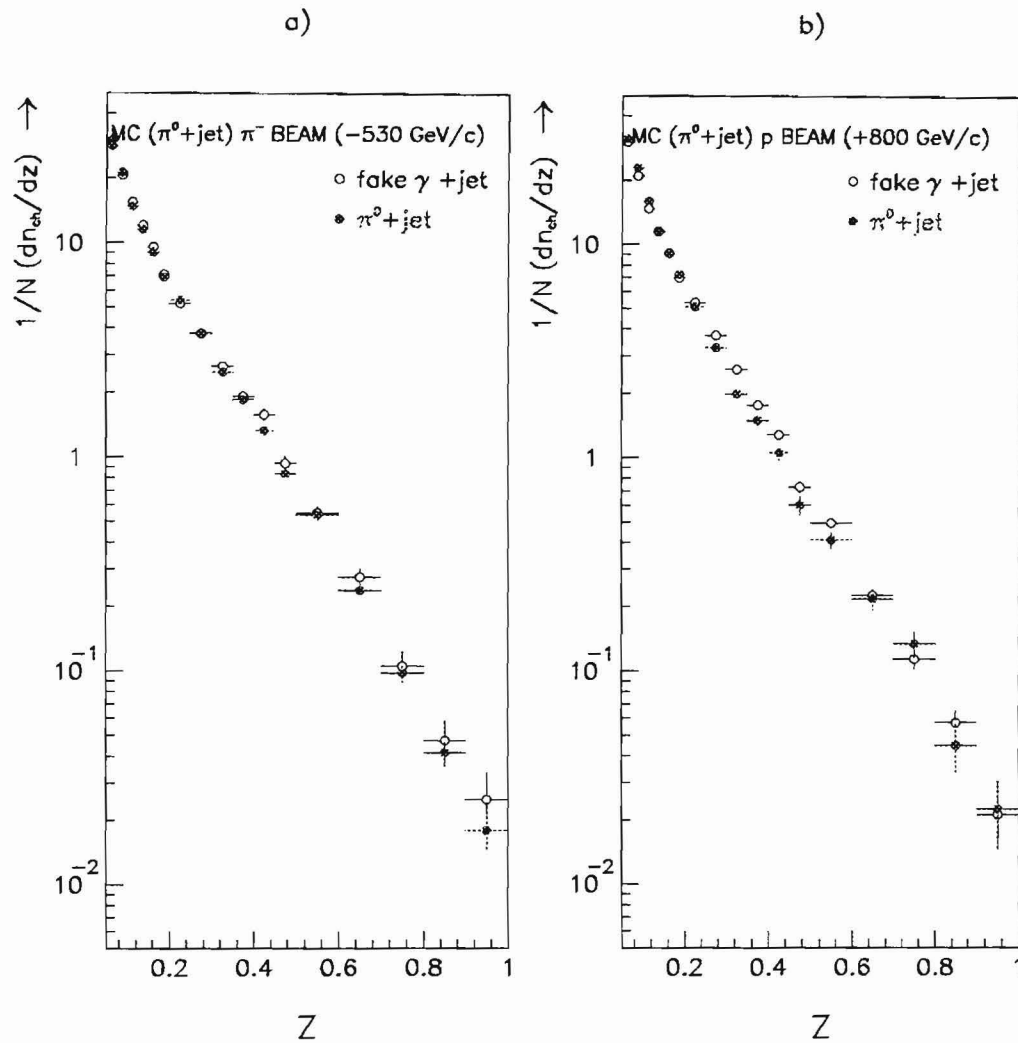 a)
b)
1/N (dn_ch/dz) →
MC (π⁰+jet) π⁻ BEAM (−530 GeV/c)
○ fake γ +jet
π⁰+jet
10
1
10⁻¹
10⁻²
0.2 0.4 0.6 0.8 1
Z
1/N (dn_ch/dz) →
MC (π⁰+jet) p BEAM (+800 GeV/c)
○ fake γ +jet
π⁰+jet
10
1
10⁻¹
10⁻²
0.2 0.4 0.6 0.8 1
Z